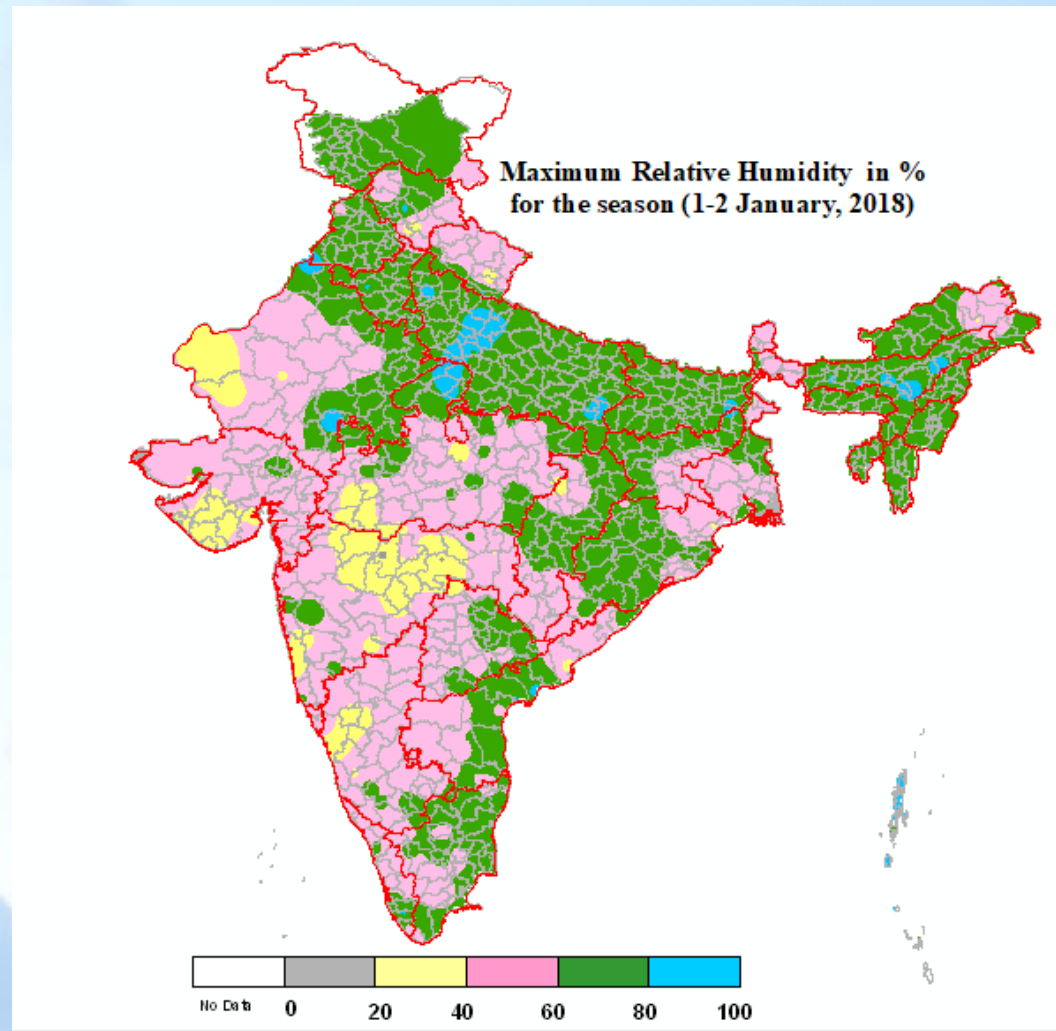 Maximum Relative Humidity in %
for the season (1-2 January, 2018)
No Data 0 20 40 60 80 100